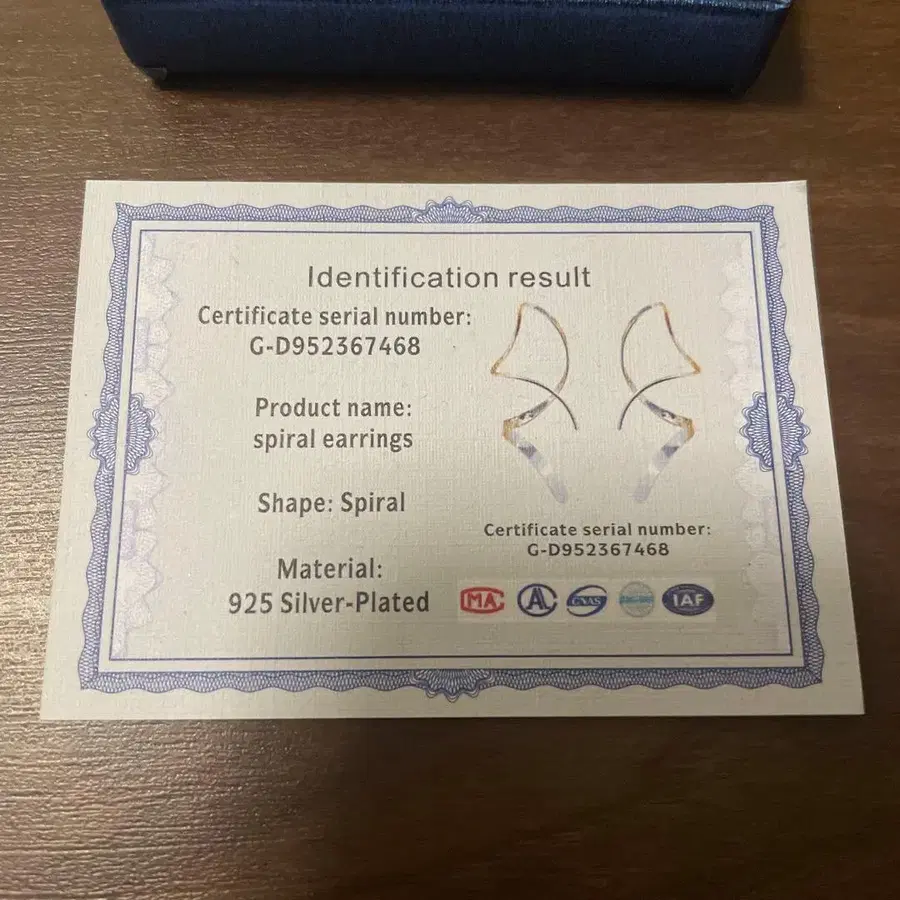 Identification result
Certificate serial number:
G-D952367468
Product name:
spiral earrings
Shape: Spiral
Material:
925 Silver-Plated
Certificate serial number:
G-D952367468
MA
CNAS
IAF